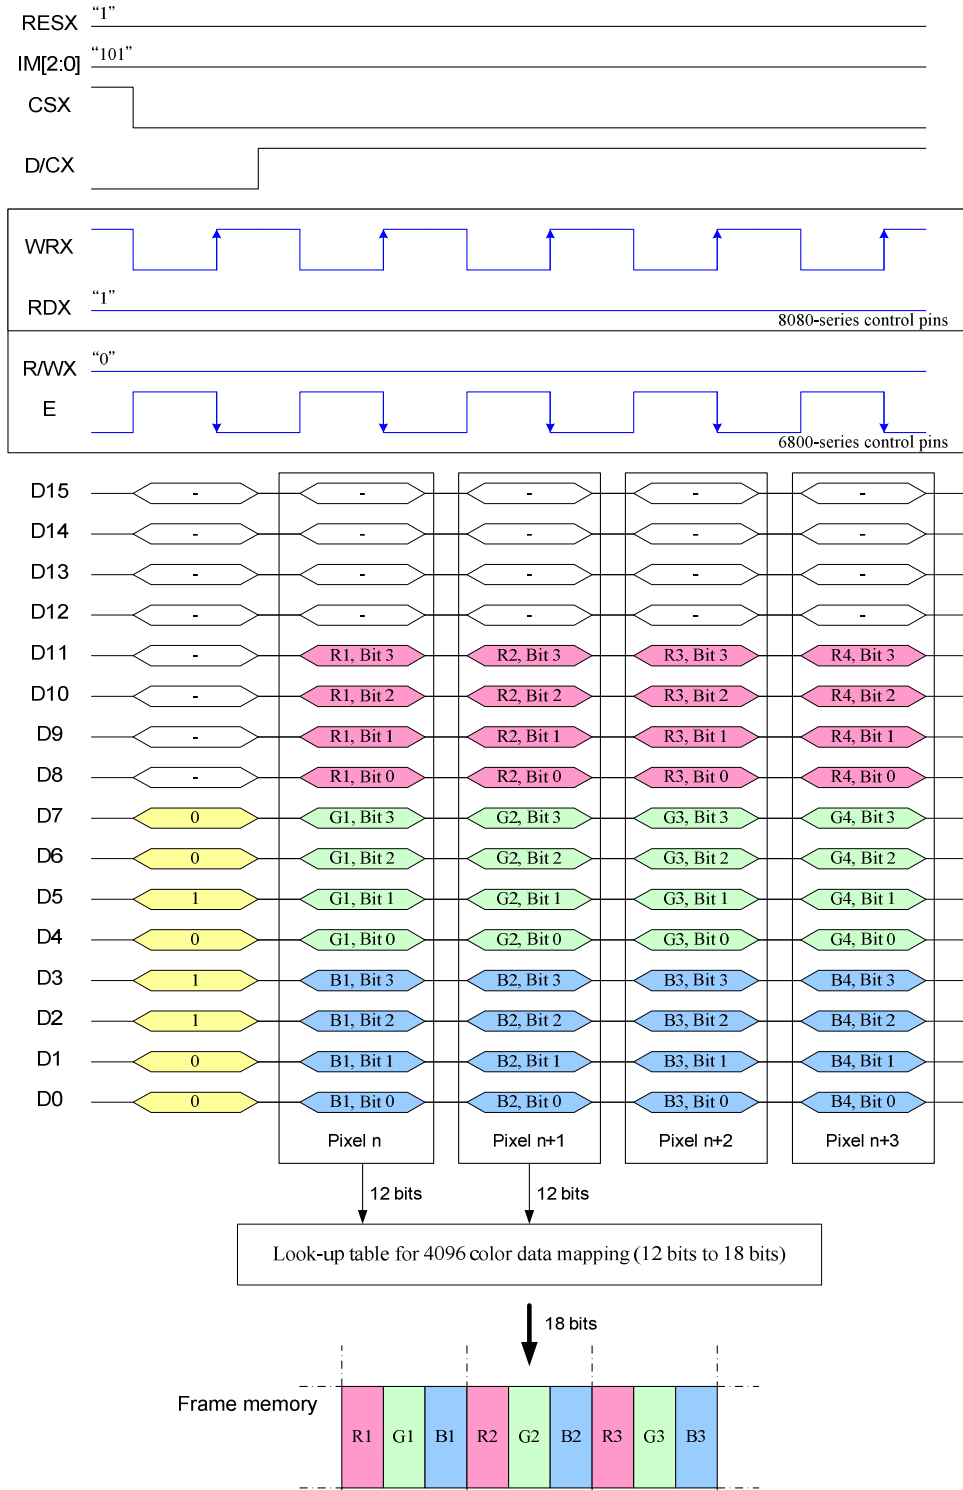 RESX “1”
IM[2:0] “101”
CSX
D/CX
WRX
RDX “1”
8080-series control pins
R/WX “0”
E
6800-series control pins
D15 - - - - -
D14 - - - - -
D13 - - - - -
D12 - - - - -
D11 - R1, Bit 3 R2, Bit 3 R3, Bit 3 R4, Bit 3
D10 - R1, Bit 2 R2, Bit 2 R3, Bit 2 R4, Bit 2
D9 - R1, Bit 1 R2, Bit 1 R3, Bit 1 R4, Bit 1
D8 - R1, Bit 0 R2, Bit 0 R3, Bit 0 R4, Bit 0
D7 0 G1, Bit 3 G2, Bit 3 G3, Bit 3 G4, Bit 3
D6 0 G1, Bit 2 G2, Bit 2 G3, Bit 2 G4, Bit 2
D5 1 G1, Bit 1 G2, Bit 1 G3, Bit 1 G4, Bit 1
D4 0 G1, Bit 0 G2, Bit 0 G3, Bit 0 G4, Bit 0
D3 1 B1, Bit 3 B2, Bit 3 B3, Bit 3 B4, Bit 3
D2 1 B1, Bit 2 B2, Bit 2 B3, Bit 2 B4, Bit 2
D1 0 B1, Bit 1 B2, Bit 1 B3, Bit 1 B4, Bit 1
D0 0 B1, Bit 0 B2, Bit 0 B3, Bit 0 B4, Bit 0
Pixel n Pixel n+1 Pixel n+2 Pixel n+3
12 bits 12 bits
Look-up table for 4096 color data mapping (12 bits to 18 bits)
18 bits
Frame memory
R1 G1 B1 R2 G2 B2 R3 G3 B3